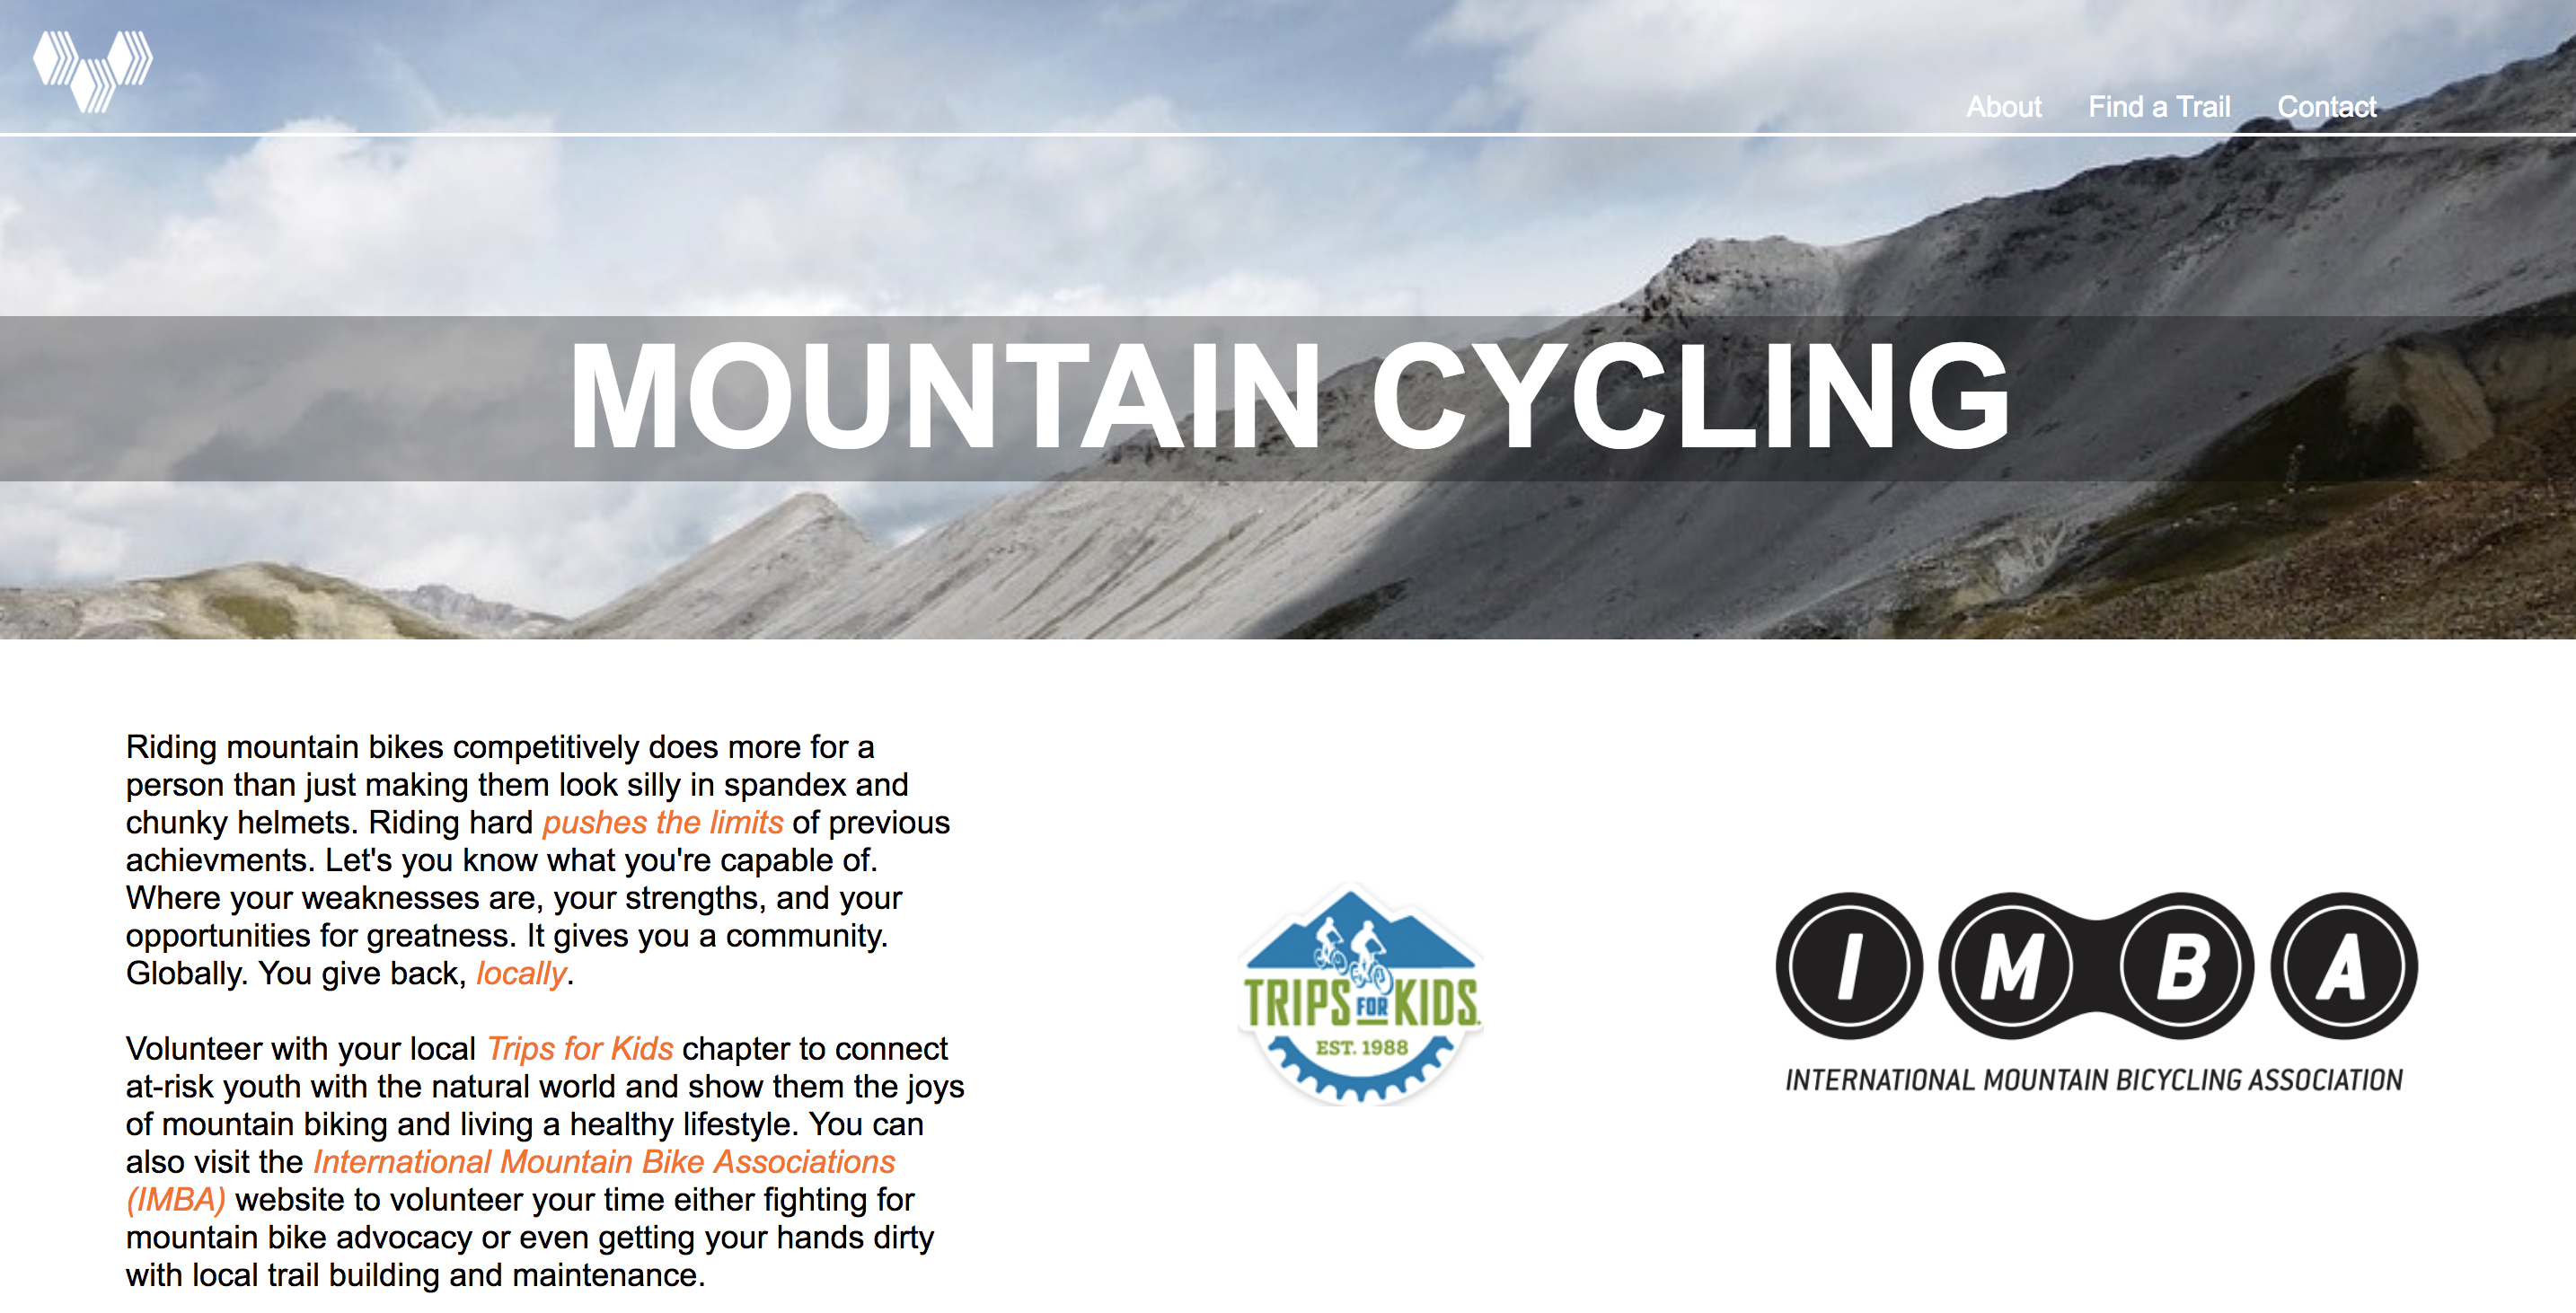 About Find a Trail Contact
MOUNTAIN CYCLING
Riding mountain bikes competitively does more for a
person than just making them look silly in spandex and
chunky helmets. Riding hard pushes the limits of previous
achievments. Let's you know what you're capable of.
Where your weaknesses are, your strengths, and your
opportunities for greatness. It gives you a community.
Globally. You give back, locally.
Volunteer with your local Trips for Kids chapter to connect
at-risk youth with the natural world and show them the joys
of mountain biking and living a healthy lifestyle. You can
also visit the International Mountain Bike Associations
(IMBA) website to volunteer your time either fighting for
mountain bike advocacy or even getting your hands dirty
with local trail building and maintenance.
TRIPS FOR KIDS
EST. 1988
IMBA
INTERNATIONAL MOUNTAIN BICYCLING ASSOCIATION